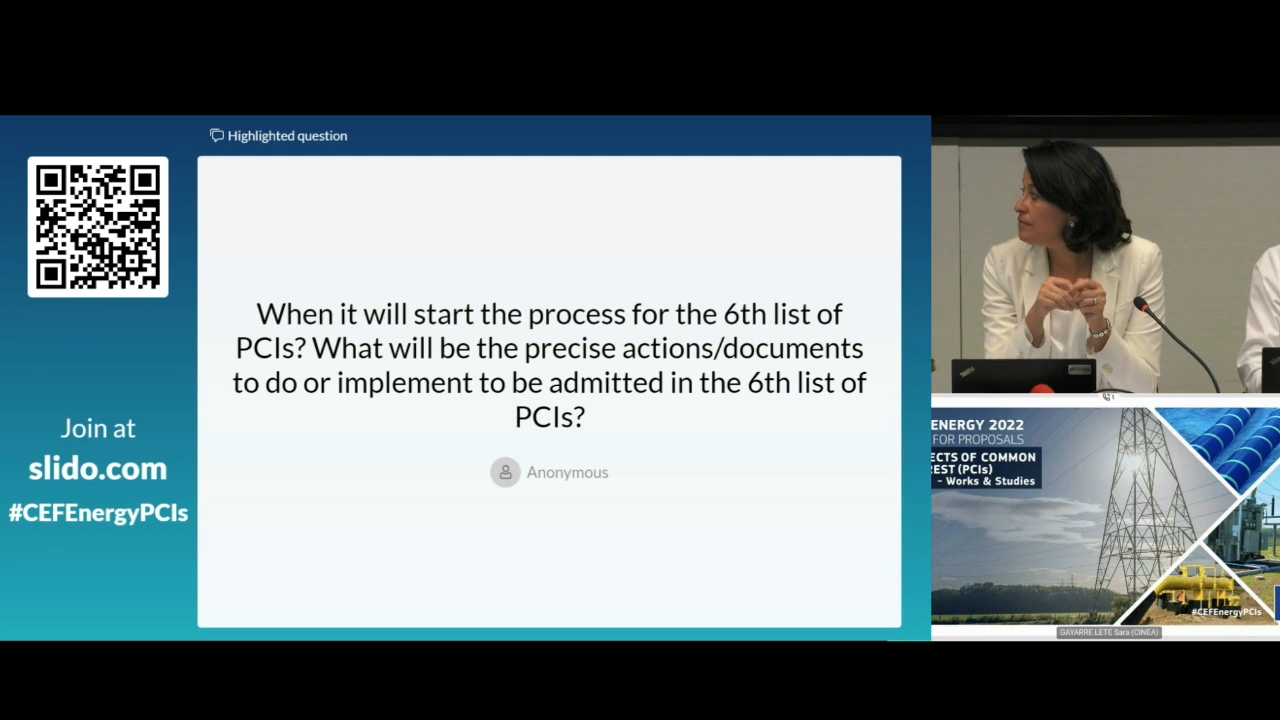 Highlighted question
When it will start the process for the 6th list of
PCIs? What will be the precise actions/documents
to do or implement to be admitted in the 6th list of
PCIs?
Anonymous
Join at
slido.com
#CEFEnergyPCIs
ENERGY 2022
FOR PROPOSALS
ECTS OF COMMON
REST (PCIs)
- Works & Studies
#CEFEnergyPCIs
GAYARRE LETE Sara (CINEA)